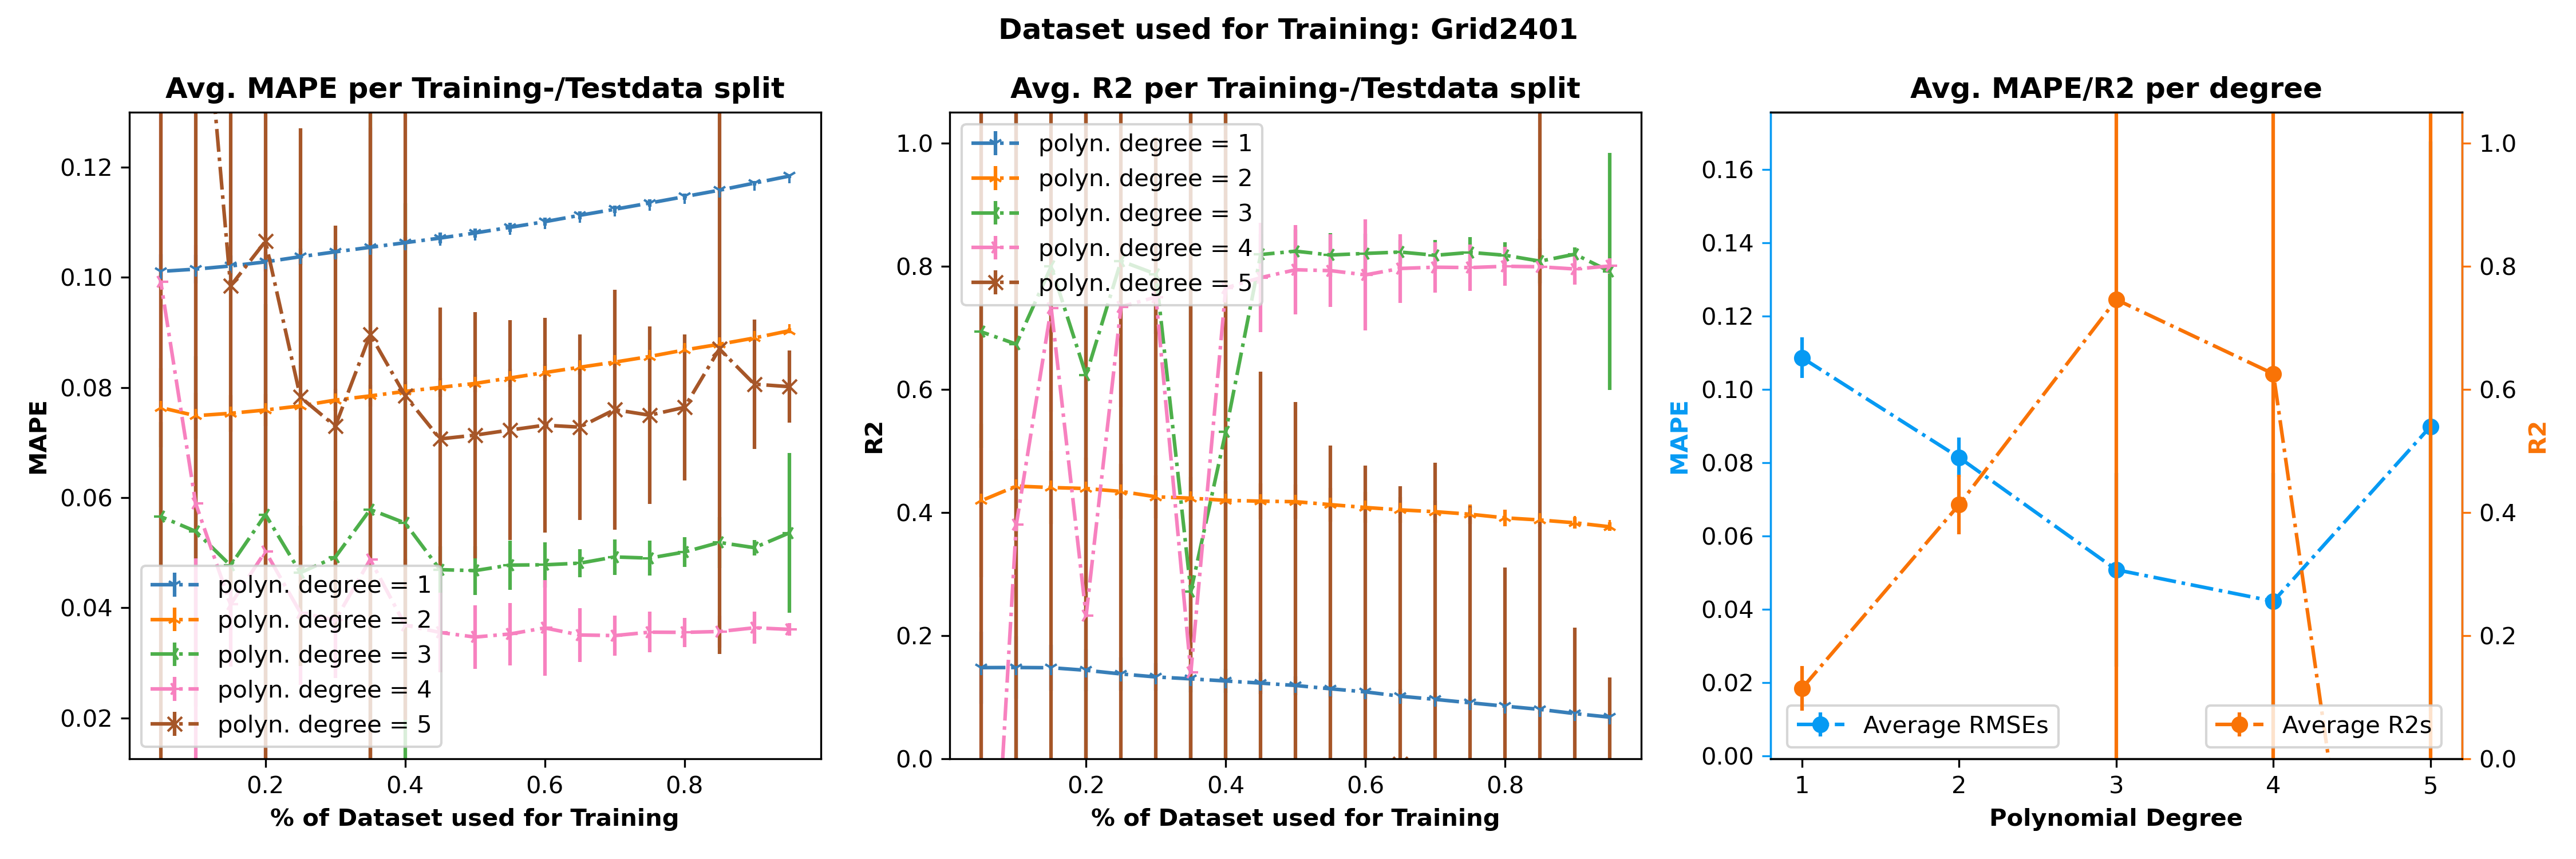 Dataset used for Training: Grid2401
Avg. MAPE per Training-/Testdata split
MAPE
0.12
0.10
0.08
0.06
0.04
0.02
polyn. degree = 1
polyn. degree = 2
polyn. degree = 3
polyn. degree = 4
polyn. degree = 5
0.2 0.4 0.6 0.8
% of Dataset used for Training
Avg. R2 per Training-/Testdata split
R2
1.0
0.8
0.6
0.4
0.2
0.0
polyn. degree = 1
polyn. degree = 2
polyn. degree = 3
polyn. degree = 4
polyn. degree = 5
0.2 0.4 0.6 0.8
% of Dataset used for Training
Avg. MAPE/R2 per degree
MAPE
0.16
0.14
0.12
0.10
0.08
0.06
0.04
0.02
0.00
Average RMSEs
Average R2s
1 2 3 4 5
Polynomial Degree
1.0
0.8
0.6
0.4
0.2
0.0
R2